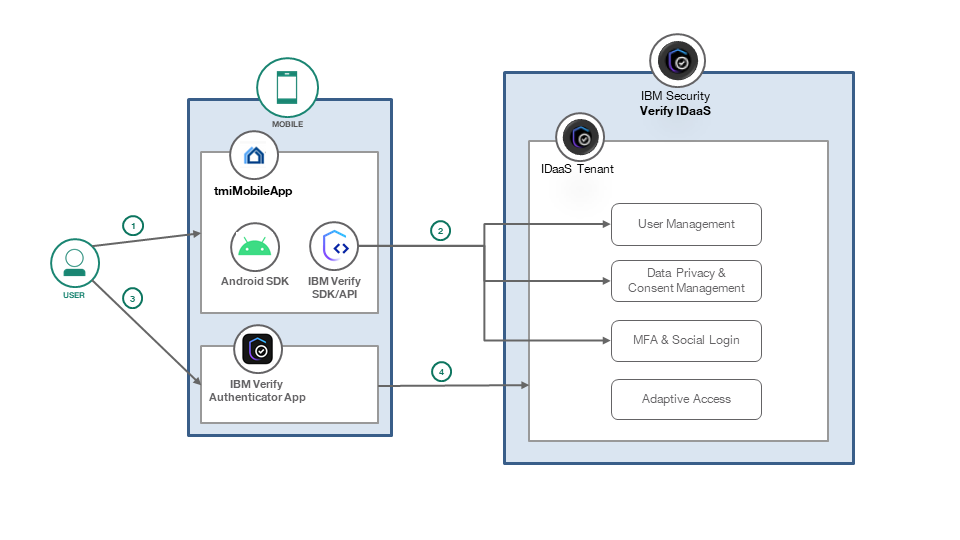 IBM Security
Verify IDaaS
MOBILE
IDaaS Tenant
tmiMobileApp
1
2
User Management
USER
3
Android SDK
IBM Verify
SDK/API
Data Privacy &
Consent Management
MFA & Social Login
4
IBM Verify
Authenticator App
Adaptive Access